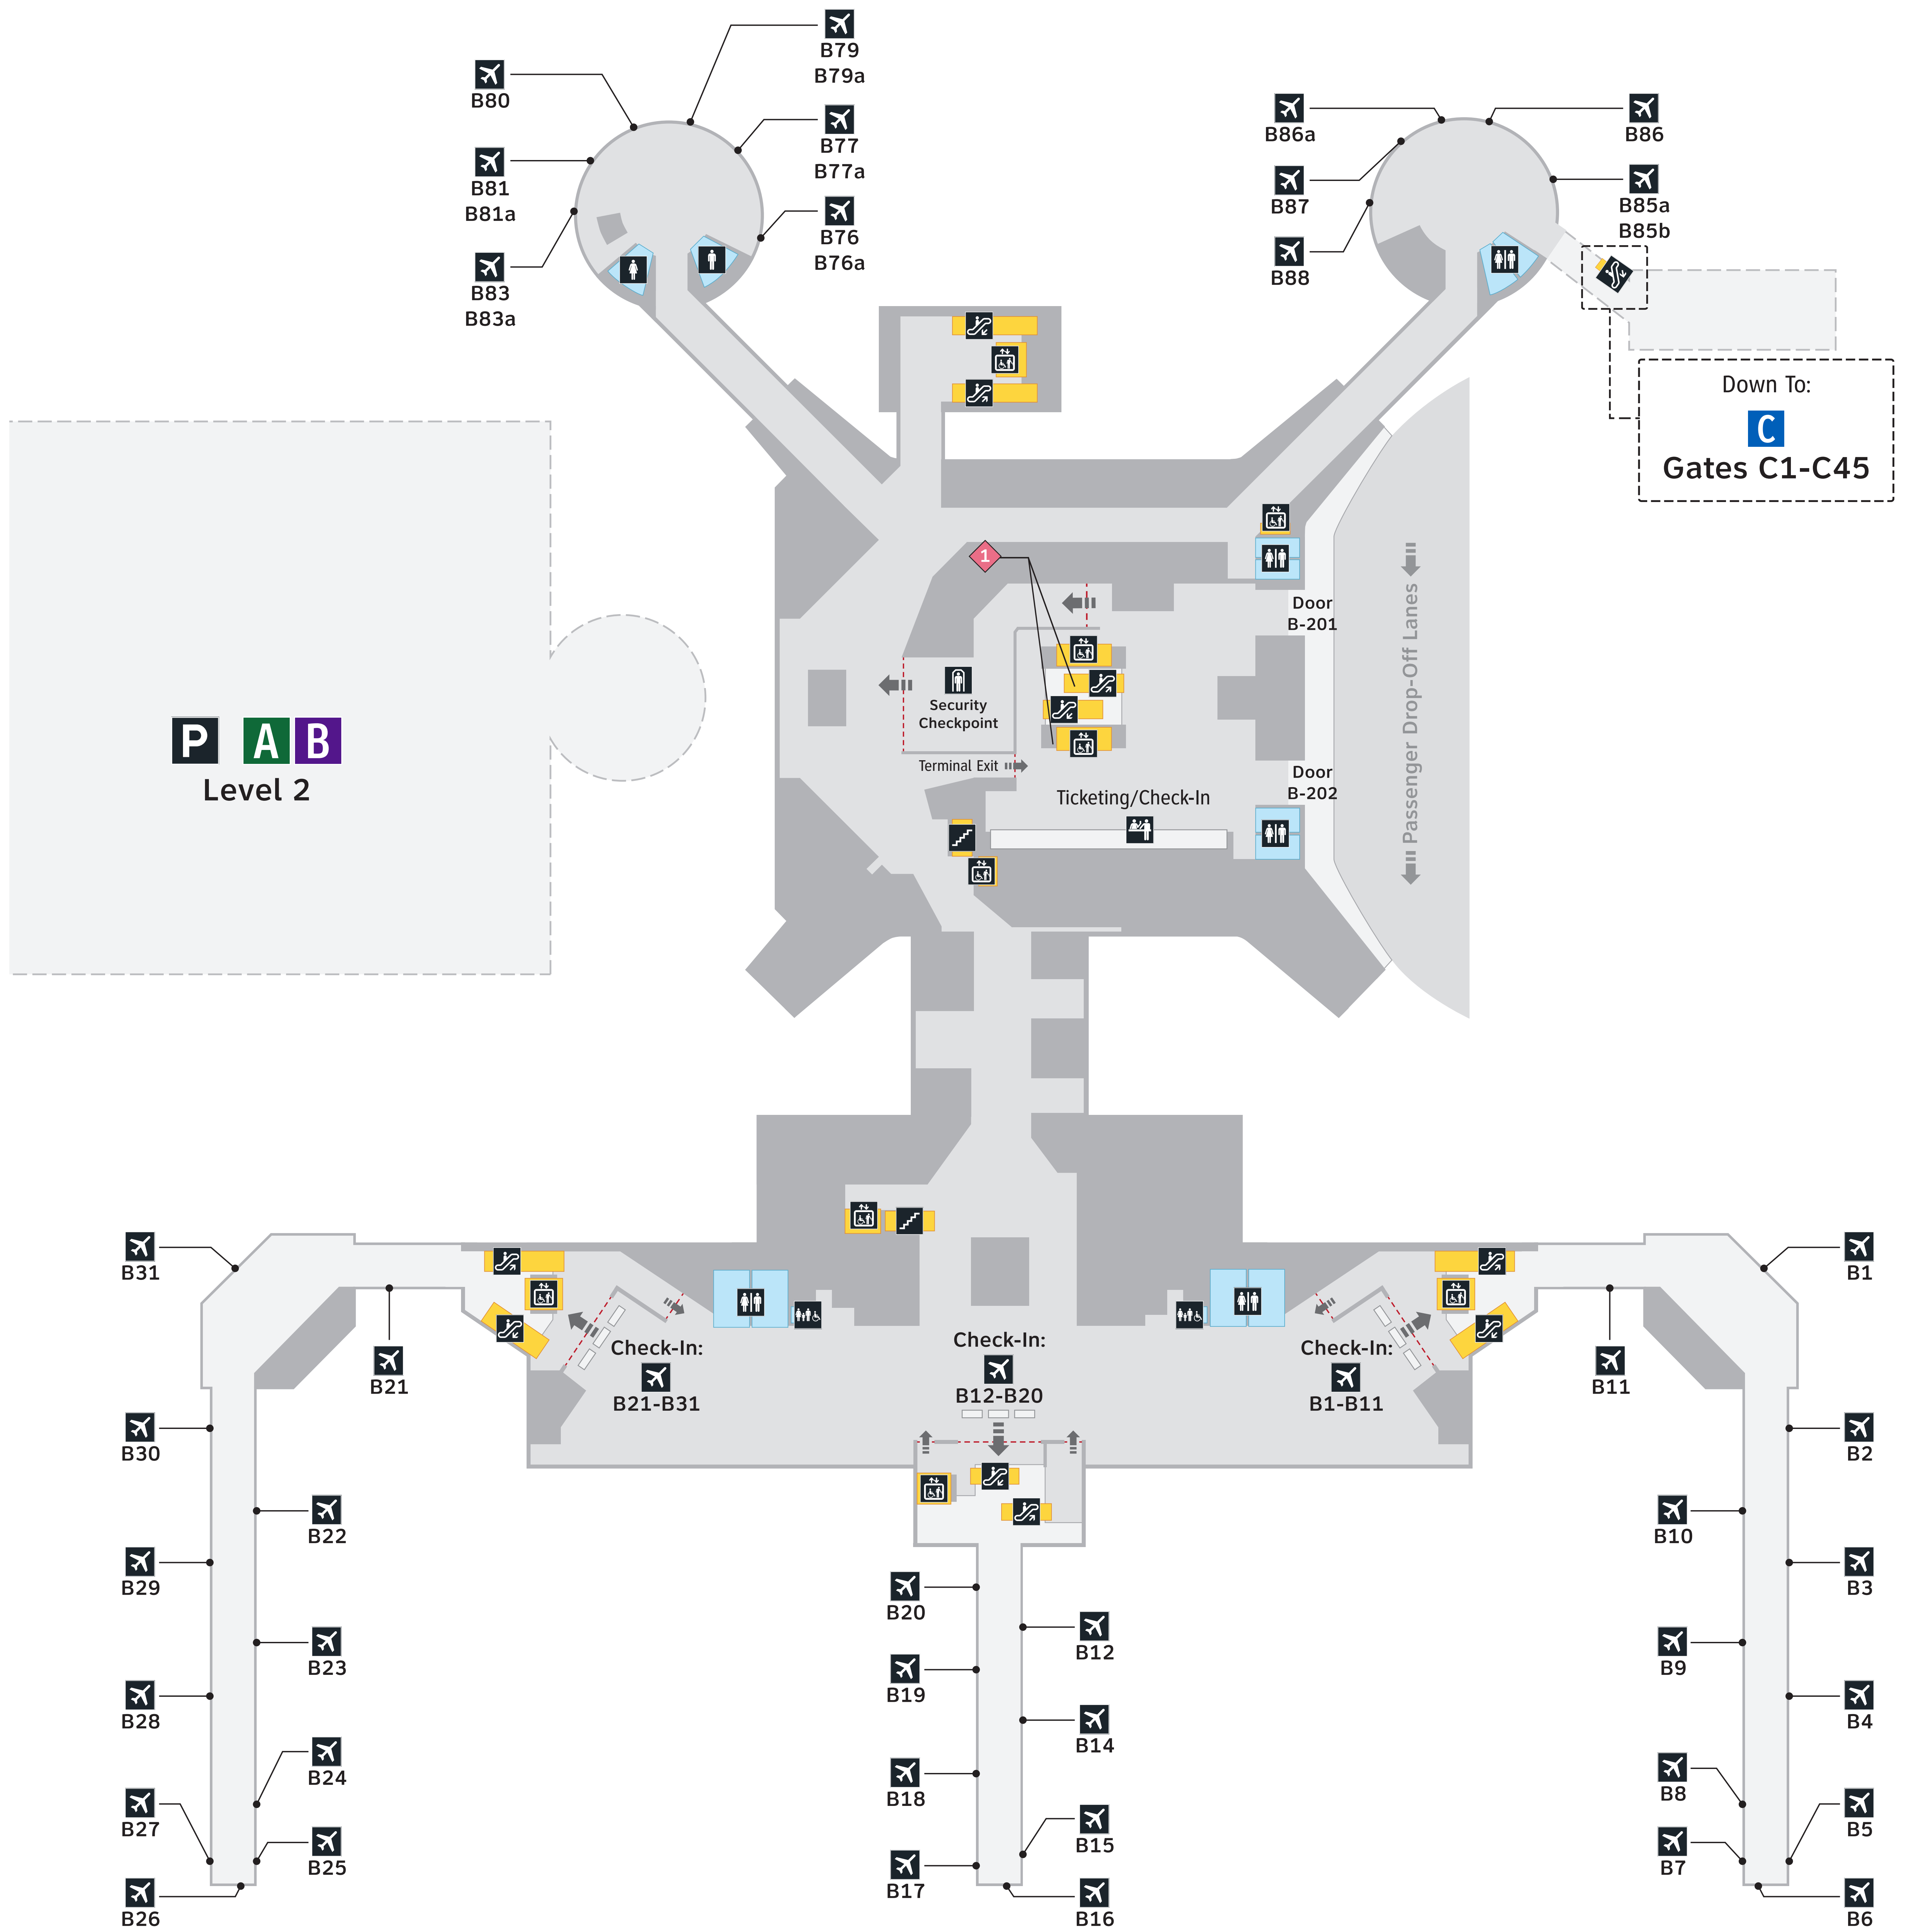 B79
B79a
B80
B77
B77a
B81
B81a
B76
B76a
B83
B83a
B86a
B86
B87
B85a
B85b
B88
Down To:
C
Gates C1-C45
1
Door
B-201
Passenger Drop-Off Lanes
Security
Checkpoint
P A B
Level 2
Terminal Exit
Door
B-202
Ticketing/Check-In
B31
B1
B21
Check-In:
B21-B31
Check-In:
B12-B20
Check-In:
B1-B11
B11
B30
B2
B22
B10
B29
B3
B20
B12
B23
B9
B19
B28
B4
B14
B24
B18
B8
B27
B15
B5
B25
B7
B17
B26
B16
B6